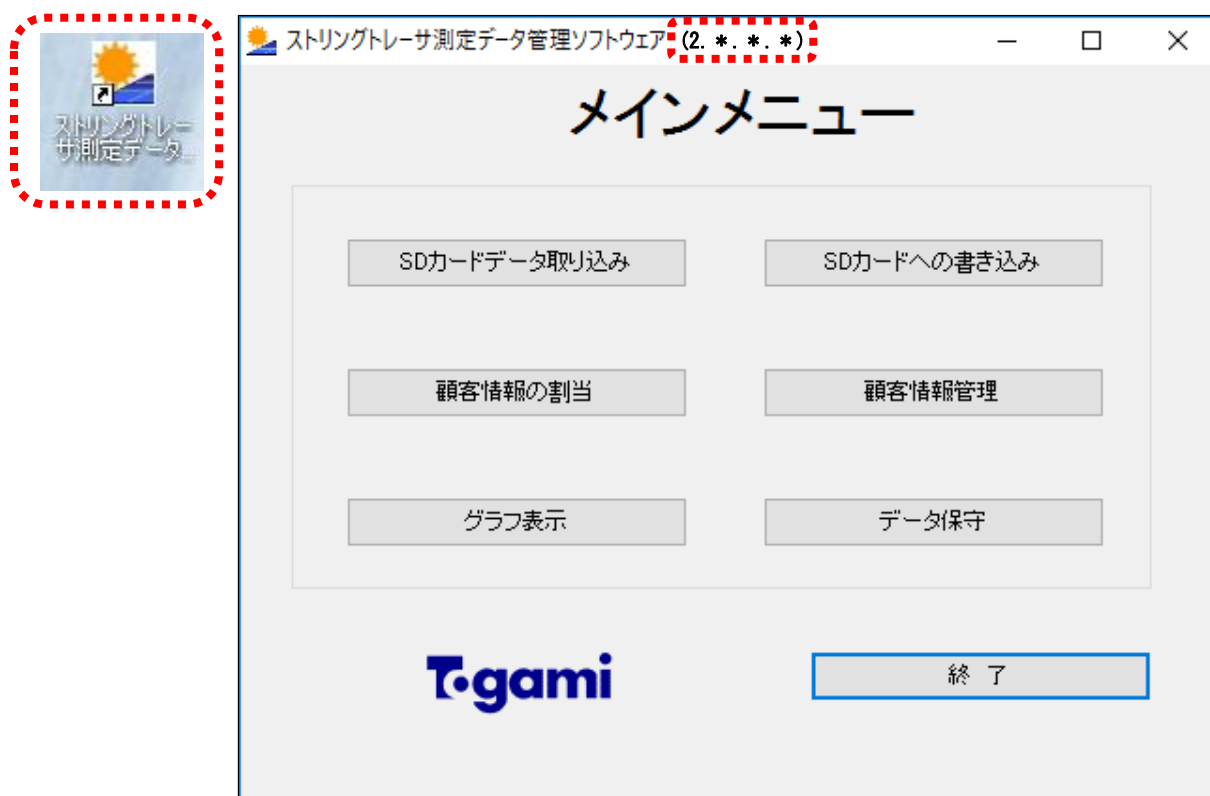 ストリングトレー
サ測定データ...
ストリングトレーサ測定データ管理ソフトウェア (2.*.*.*)
メインメニュー
SDカードデータ取り込み
SDカードへの書き込み
顧客情報の割当
顧客情報管理
グラフ表示
データ保守
Togami
終 了